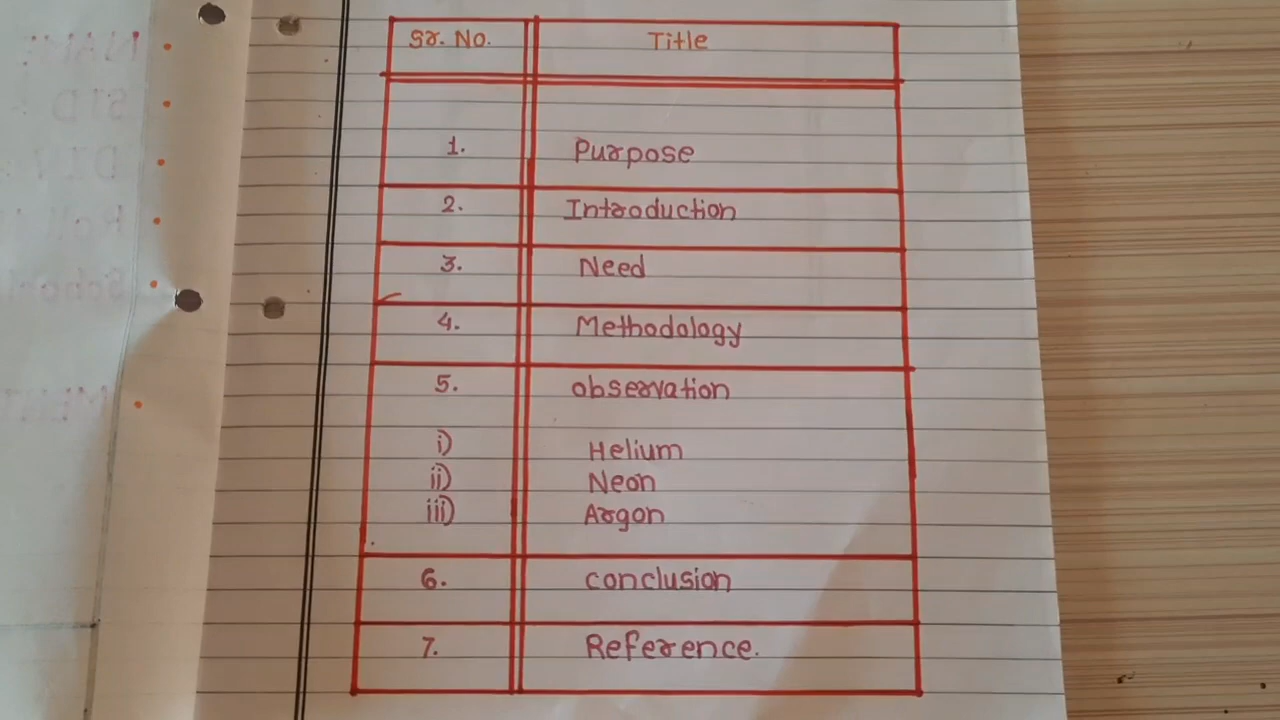 Sr. No. Title
1. Purpose
2. Introduction
3. Need
4. Methodology
5. observation
i) Helium
ii) Neon
iii) Argon
6. conclusion
7. Reference.